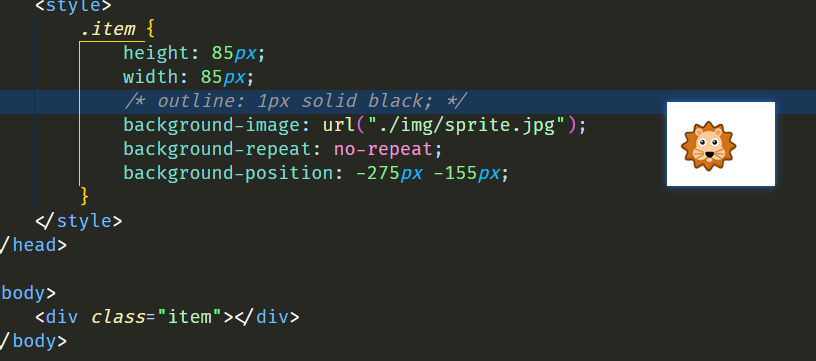 <style>
.item {
height: 85px;
width: 85px;
/* outline: 1px solid black; */
background-image: url("./img/sprite.jpg");
background-repeat: no-repeat;
background-position: -275px -155px;
}
</style>
/head>
body>
<div class="item"></div>
/body>